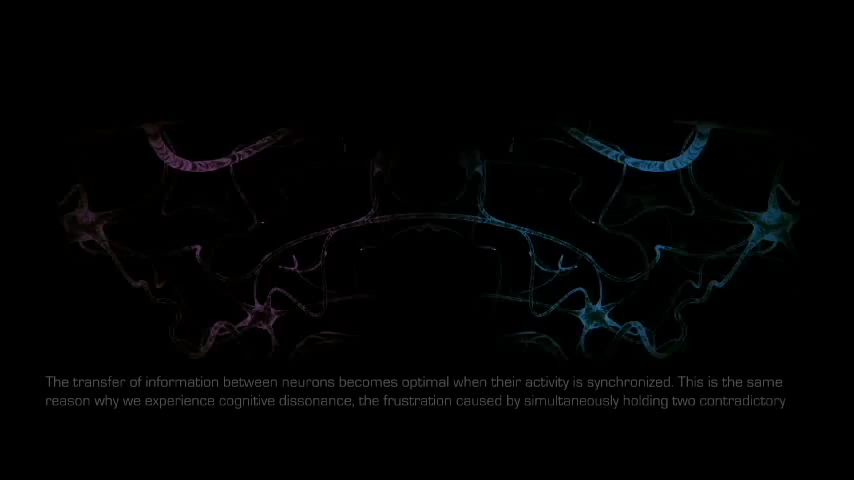 The transfer of information between neurons becomes optimal when their activity is synchronized. This is the same
reason why we experience cognitive dissonance, the frustration caused by simultaneously holding two contradictory